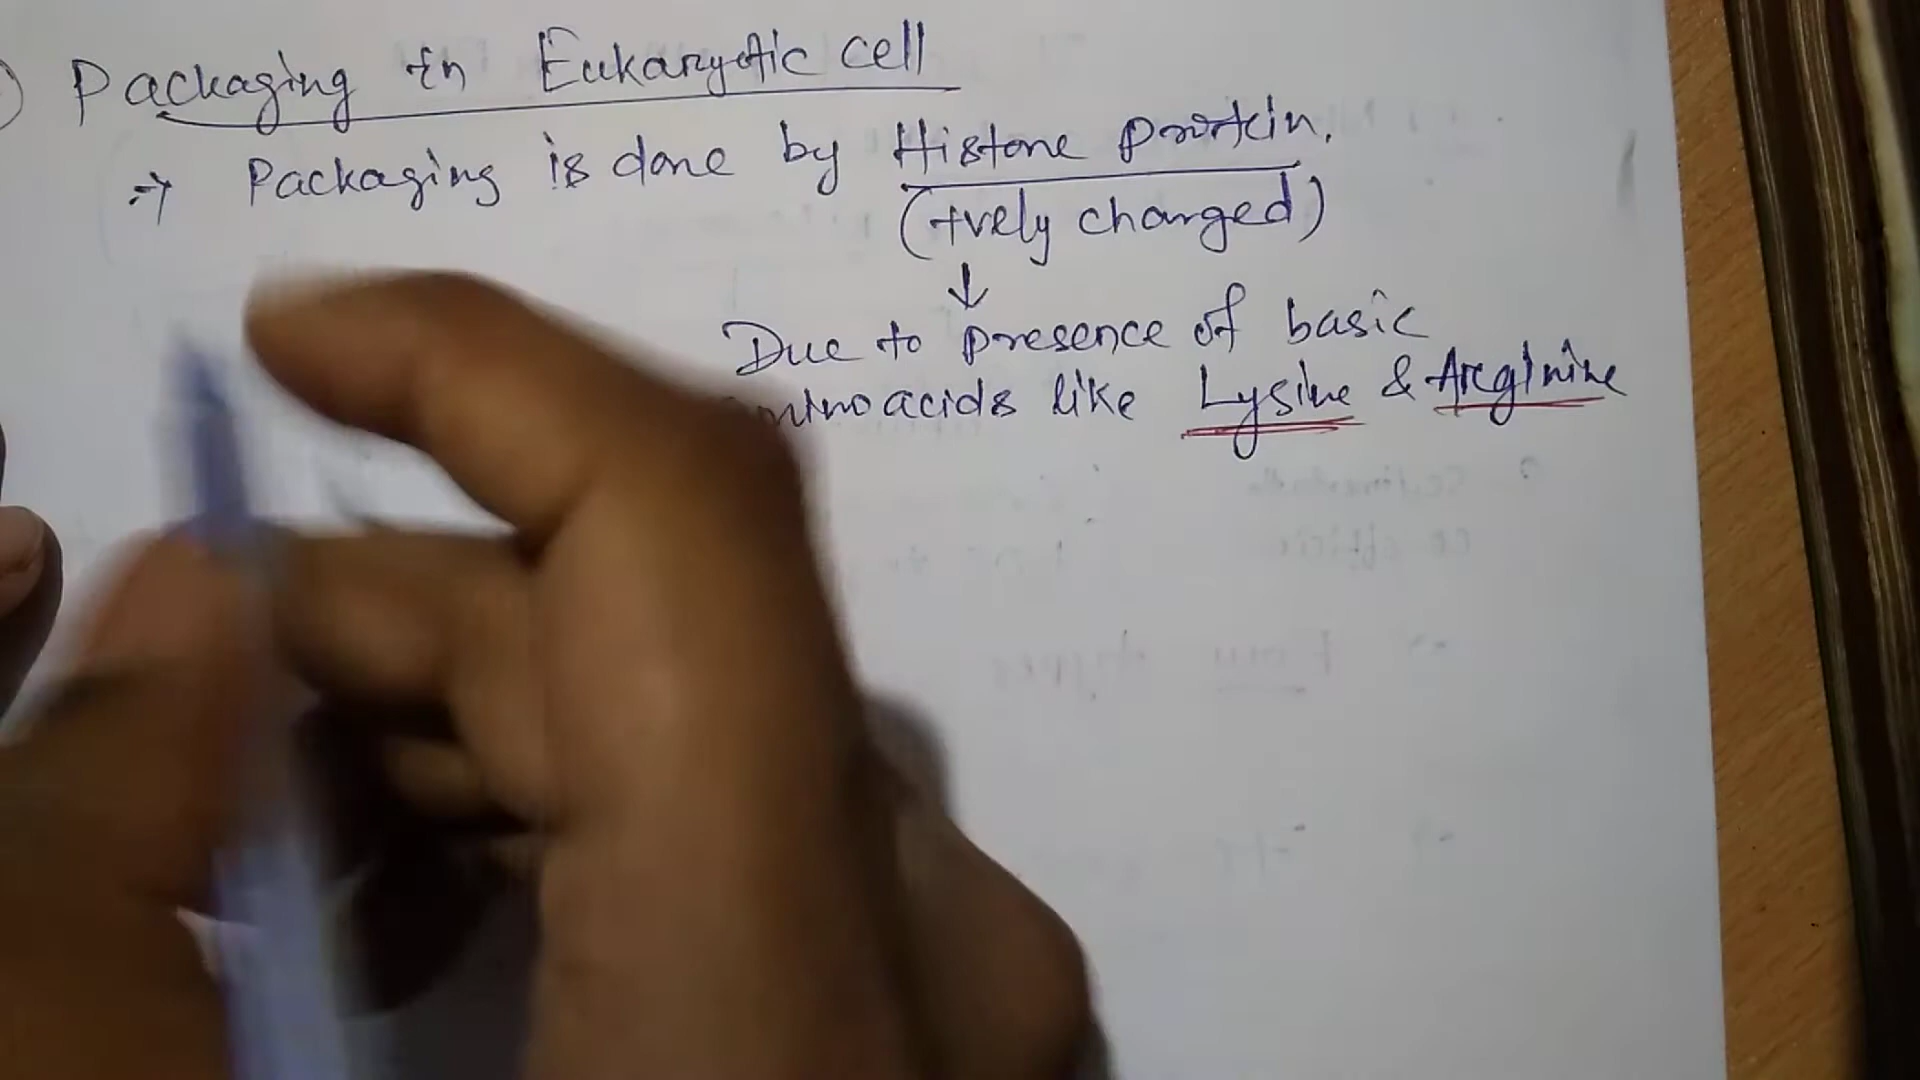 Packaging in Eukaryotic cell
→ Packaging is done by Histone protein.
(+vely charged)
↓
Due to presence of basic
aminoacids like Lysine & Arginine